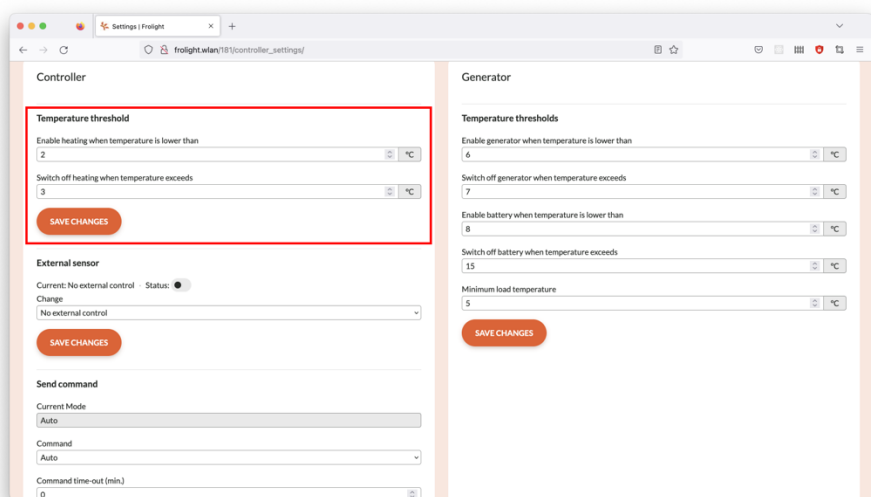 Settings | Frolight
frolight.wlan/181/controller_settings/
Controller
Temperature threshold
Enable heating when temperature is lower than
2 °C
Switch off heating when temperature exceeds
3 °C
SAVE CHANGES
External sensor
Current: No external control · Status:
Change
No external control
SAVE CHANGES
Send command
Current Mode
Auto
Command
Auto
Command time-out (min.)
0
Generator
Temperature thresholds
Enable generator when temperature is lower than
6 °C
Switch off generator when temperature exceeds
7 °C
Enable battery when temperature is lower than
8 °C
Switch off battery when temperature exceeds
15 °C
Minimum load temperature
5 °C
SAVE CHANGES